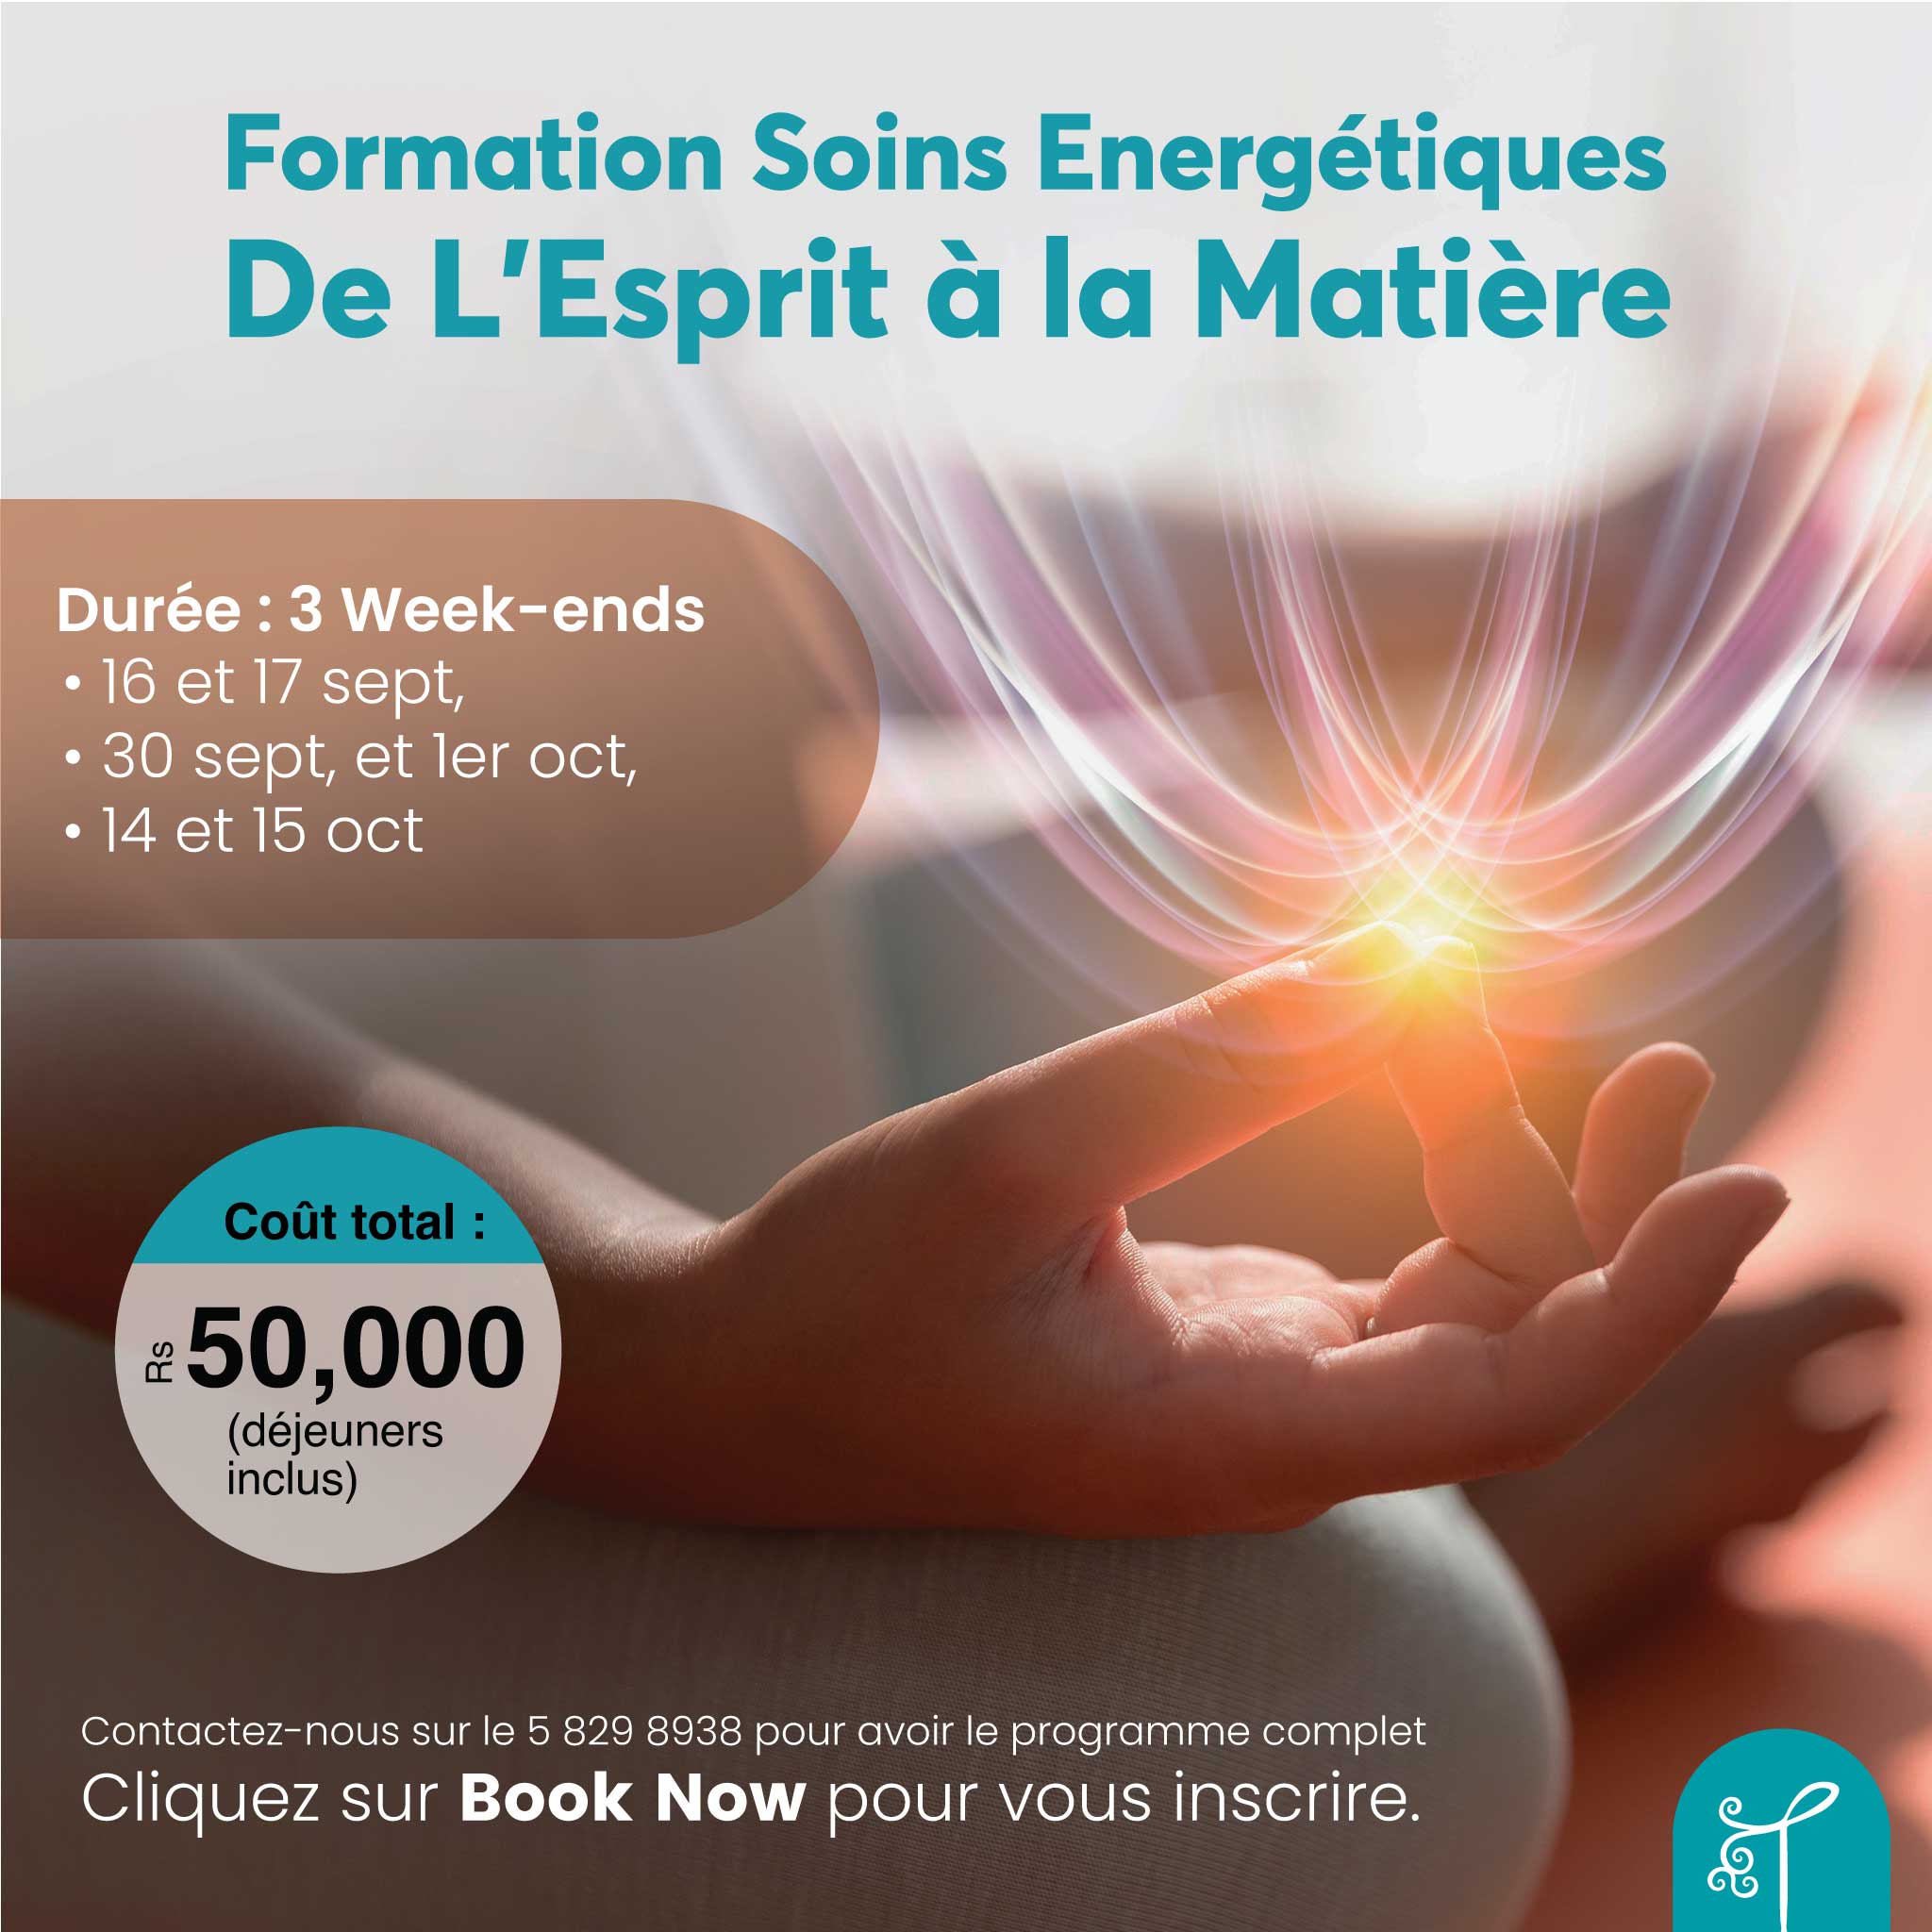 Formation Soins Energétiques
De L'Esprit à la Matière
Durée : 3 Week-ends
• 16 et 17 sept,
• 30 sept, et 1er oct,
• 14 et 15 oct
Coût total :
Rs 50,000
(déjeuners
inclus)
Contactez-nous sur le 5 829 8938 pour avoir le programme complet
Cliquez sur Book Now pour vous inscrire.